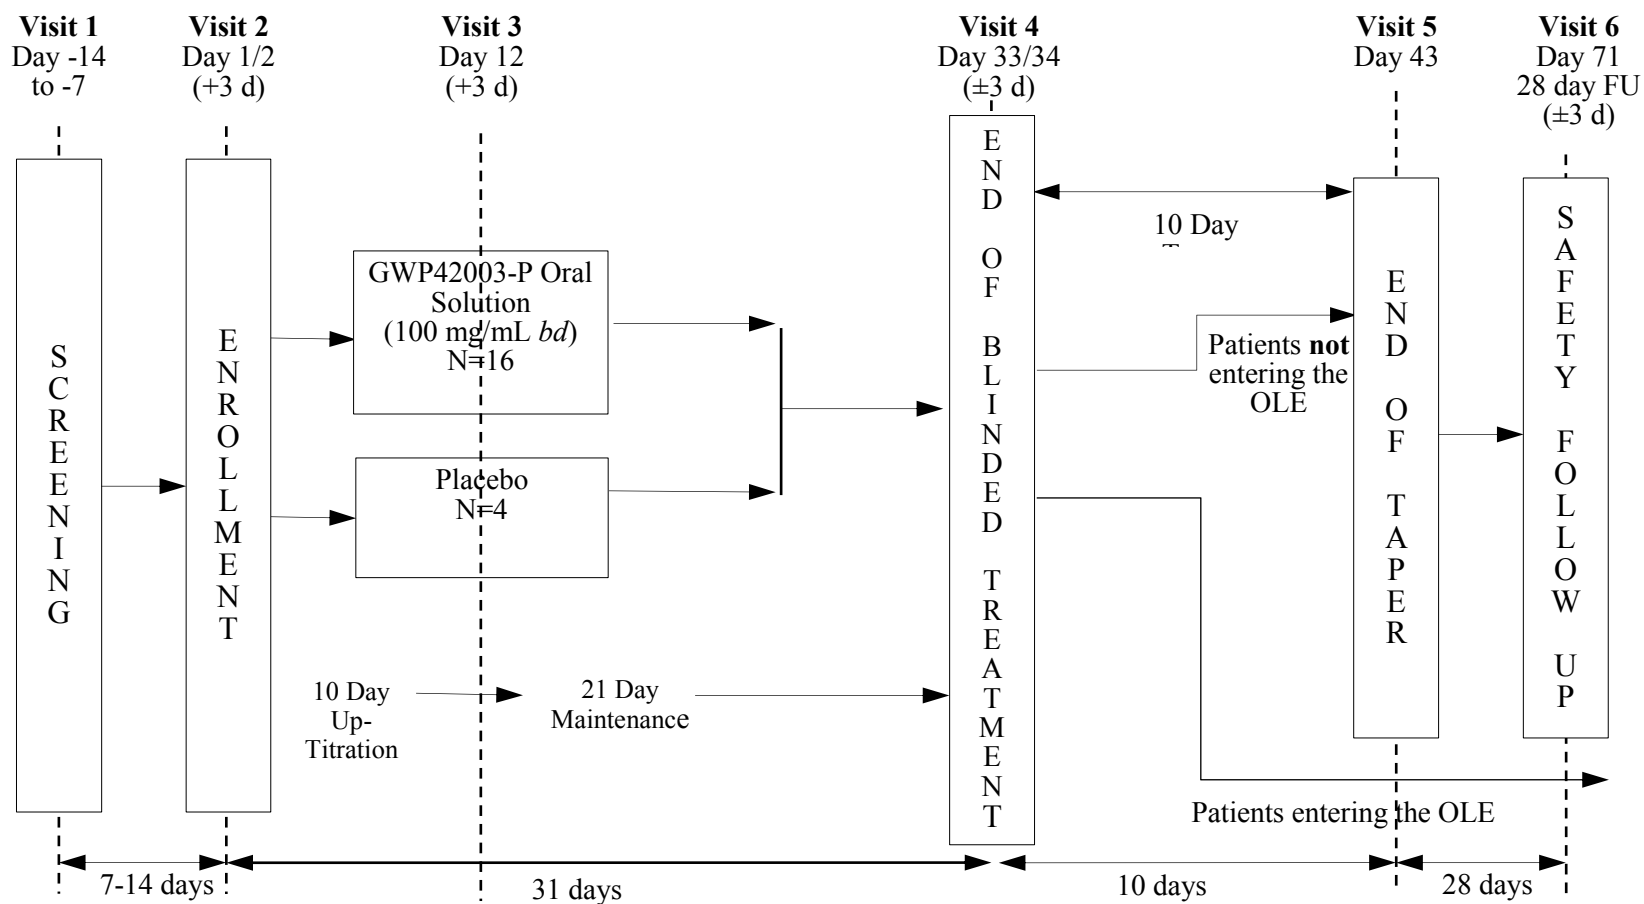 Visit 1
Day -14
to -7
Visit 2
Day 1/2
(+3 d)
Visit 3
Day 12
(+3 d)
Visit 4
Day 33/34
(±3 d)
Visit 5
Day 43
Visit 6
Day 71
28 day FU
(±3 d)
SCREENING
ENROLLMENT
GWP42003-P Oral
Solution
(100 mg/mL bd)
N=16
Placebo
N=4
10 Day
Up-
Titration
21 Day
Maintenance
END OF BLINDED TREATMENT
10 Day
Patients not
entering the
OLE
Patients entering the OLE
END OF TAPER
SAFETY FOLLOW UP
7-14 days
31 days
10 days
28 days